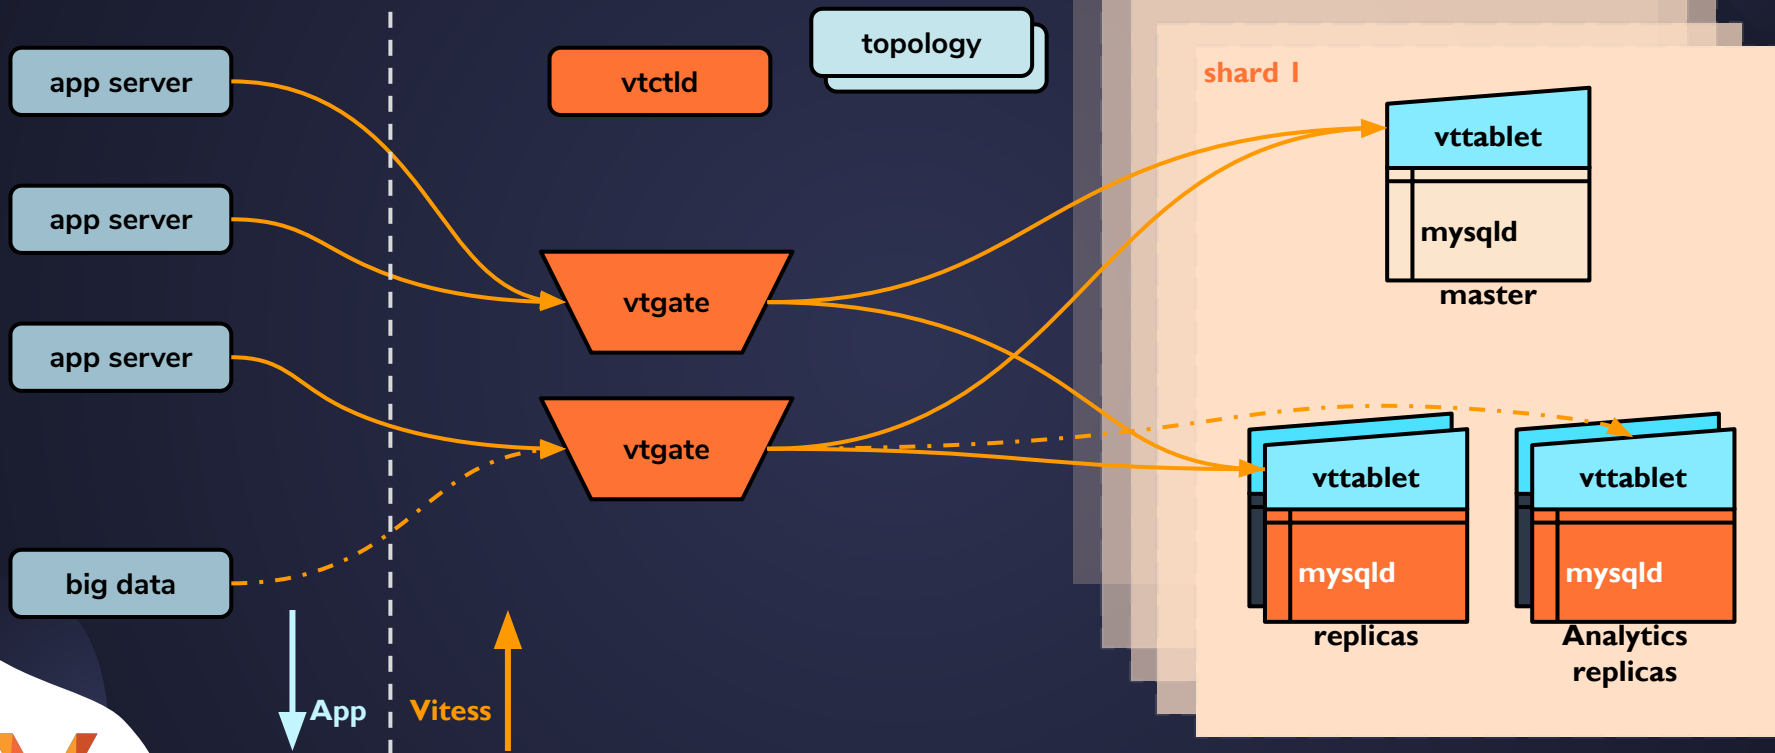 topology
app server
vtctld
shard 1
vttablet
app server
mysqld
master
vtgate
app server
vtgate
vttablet
vttablet
mysqld
mysqld
big data
replicas
Analytics
replicas
App
Vitess